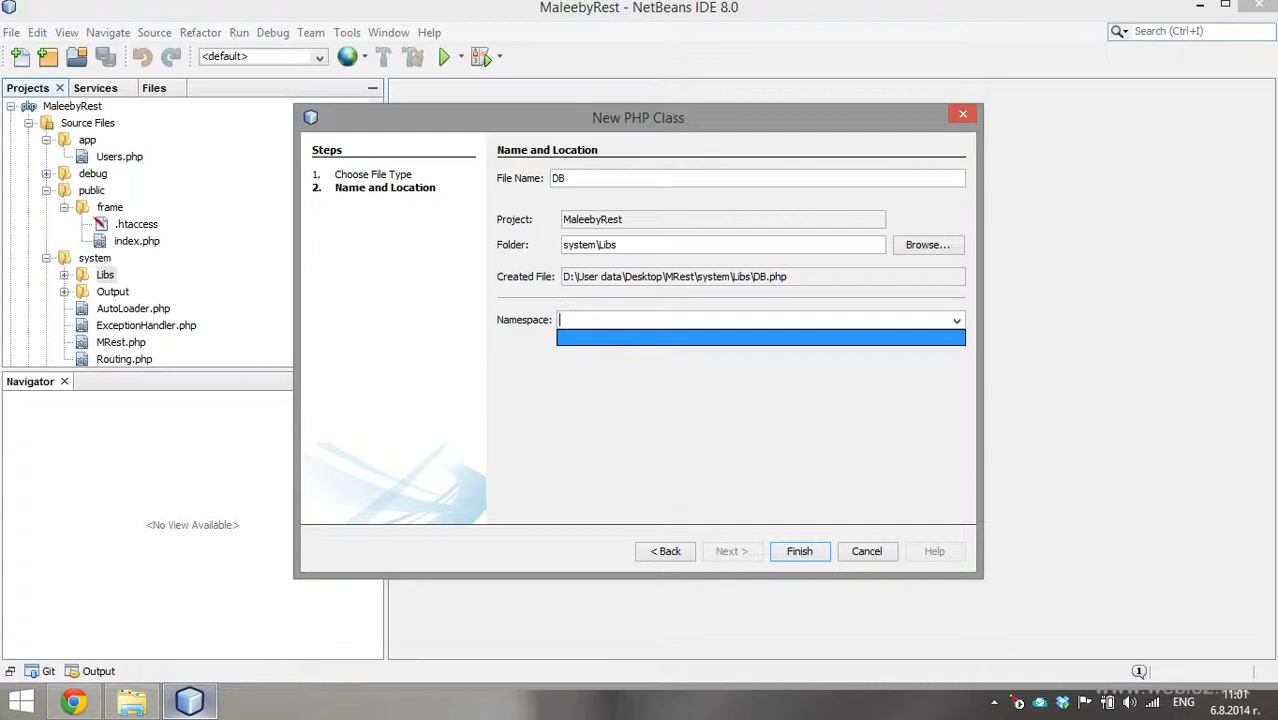 MaleebyRest - NetBeans IDE 8.0
File Edit View Navigate Source Refactor Run Debug Team Tools Window Help
Search (Ctrl+I)
<default>
Projects Services Files
MaleebyRest
Source Files
app
Users.php
debug
public
frame
.htaccess
index.php
system
Libs
Output
AutoLoader.php
ExceptionHandler.php
MRest.php
Routing.php
Navigator
<No View Available>
New PHP Class
Steps
1. Choose File Type
2. Name and Location
Name and Location
File Name: DB
Project: MaleebyRest
Folder: system\Libs
Browse...
Created File: D:\User data\Desktop\MRest\system\Libs\DB.php
Namespace:
< Back Next > Finish Cancel Help
Git Output
1
ENG
11:01
6.8.2014 г.